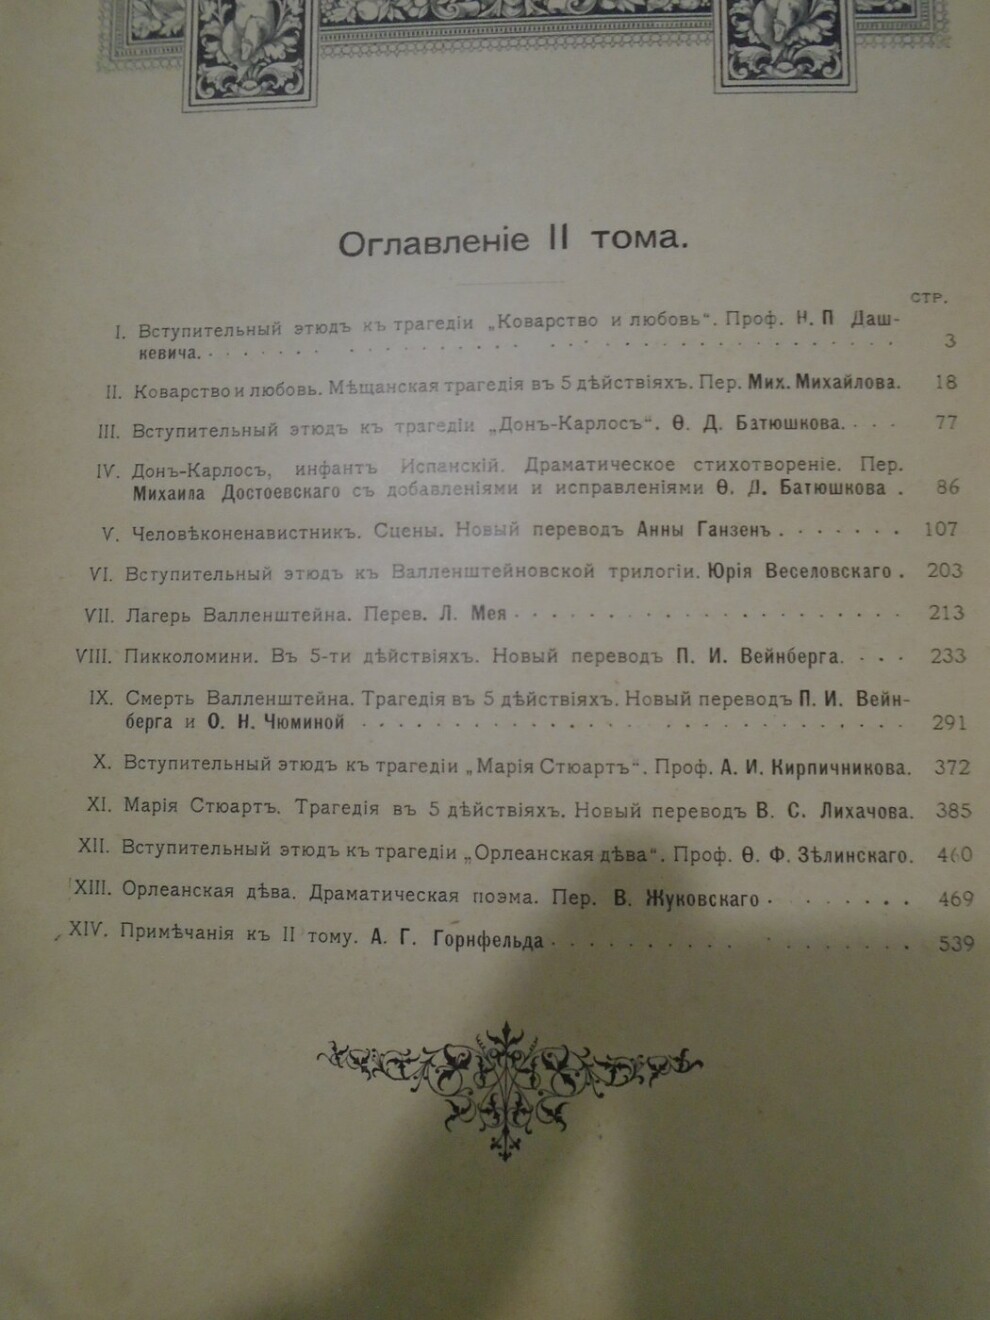 Оглавленіе II тома.
СТР.
I. Вступительный этюдъ къ трагедіи „Коварство и любовь“. Проф. Н. П Даш-
кевича. 3
II. Коварство и любовь. Мѣщанская трагедія въ 5 дѣйствіяхъ. Пер. Мих. Михайлова. 18
III. Вступительный этюдъ къ трагедіи „Донъ-Карлосъ“. Ѳ. Д. Батюшкова. 77
IV. Донъ-Карлосъ, инфантъ Испанскій. Драматическое стихотвореніе. Пер.
Михаила Достоевскаго съ добавленіями и исправленіями Ѳ. Д. Батюшкова . 86
V. Человѣконенавистникъ. Сцены. Новый переводъ Анны Ганзенъ . 107
VI. Вступительный этюдъ къ Валленштейновской трилогіи. Юрія Веселовскаго . 203
VII. Лагерь Валленштейна. Перев. Л. Мея 213
VIII. Пикколомини. Въ 5-ти дѣйствіяхъ. Новый переводъ П. И. Вейнберга. 233
IX. Смерть Валленштейна. Трагедія въ 5 дѣйствіяхъ. Новый переводъ П. И. Вейн-
берга и О. Н. Чюминой 291
X. Вступительный этюдъ къ трагедіи „Марія Стюартъ“. Проф. А. И. Кирпичникова. 372
XI. Марія Стюартъ. Трагедія въ 5 дѣйствіяхъ. Новый переводъ В. С. Лихачова. 385
XII. Вступительный этюдъ къ трагедіи „Орлеанская дѣва“. Проф. Ѳ. Ф. Зѣлинскаго. 460
XIII. Орлеанская дѣва. Драматическая поэма. Пер. В. Жуковскаго 469
XIV. Примѣчанія къ II тому. А. Г. Горнфельда 539